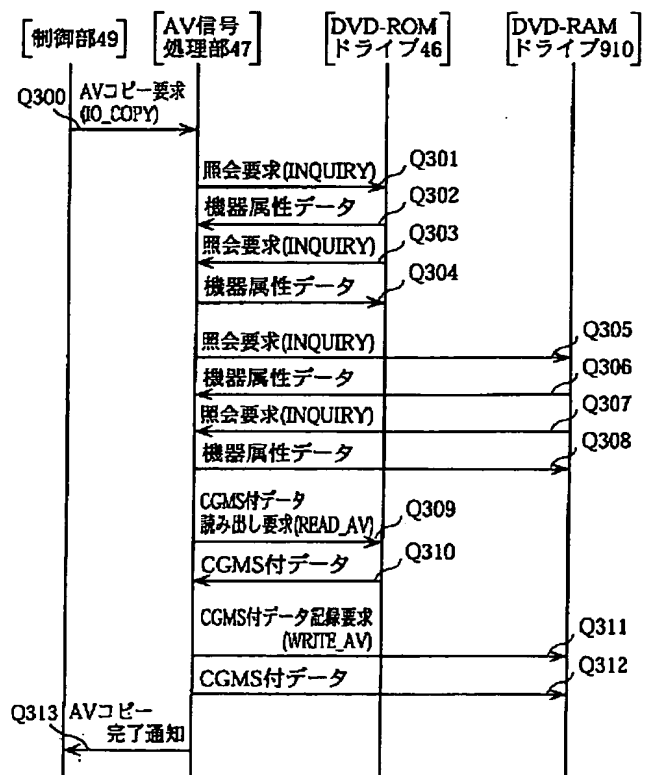 制御部49
AV信号
処理部47
DVD-ROM
ドライブ46
DVD-RAM
ドライブ910
Q300
AVコピー要求
(IO_COPY)
照会要求(INQUIRY)
Q301
機器属性データ
Q302
照会要求(INQUIRY)
Q303
機器属性データ
Q304
照会要求(INQUIRY)
Q305
機器属性データ
Q306
照会要求(INQUIRY)
Q307
機器属性データ
Q308
CGMS付データ
読み出し要求(READ_AV)
Q309
CGMS付データ
Q310
CGMS付データ記録要求
(WRITE_AV)
Q311
CGMS付データ
Q312
Q313
AVコピー
完了通知